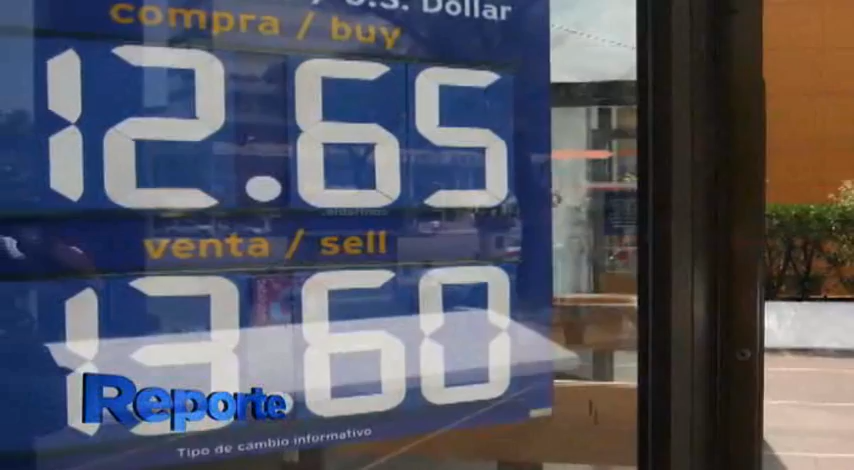 U.S. Dollar
compra / buy
12.65
venta / sell
13.60
Reporte
Tipo de cambio informativo